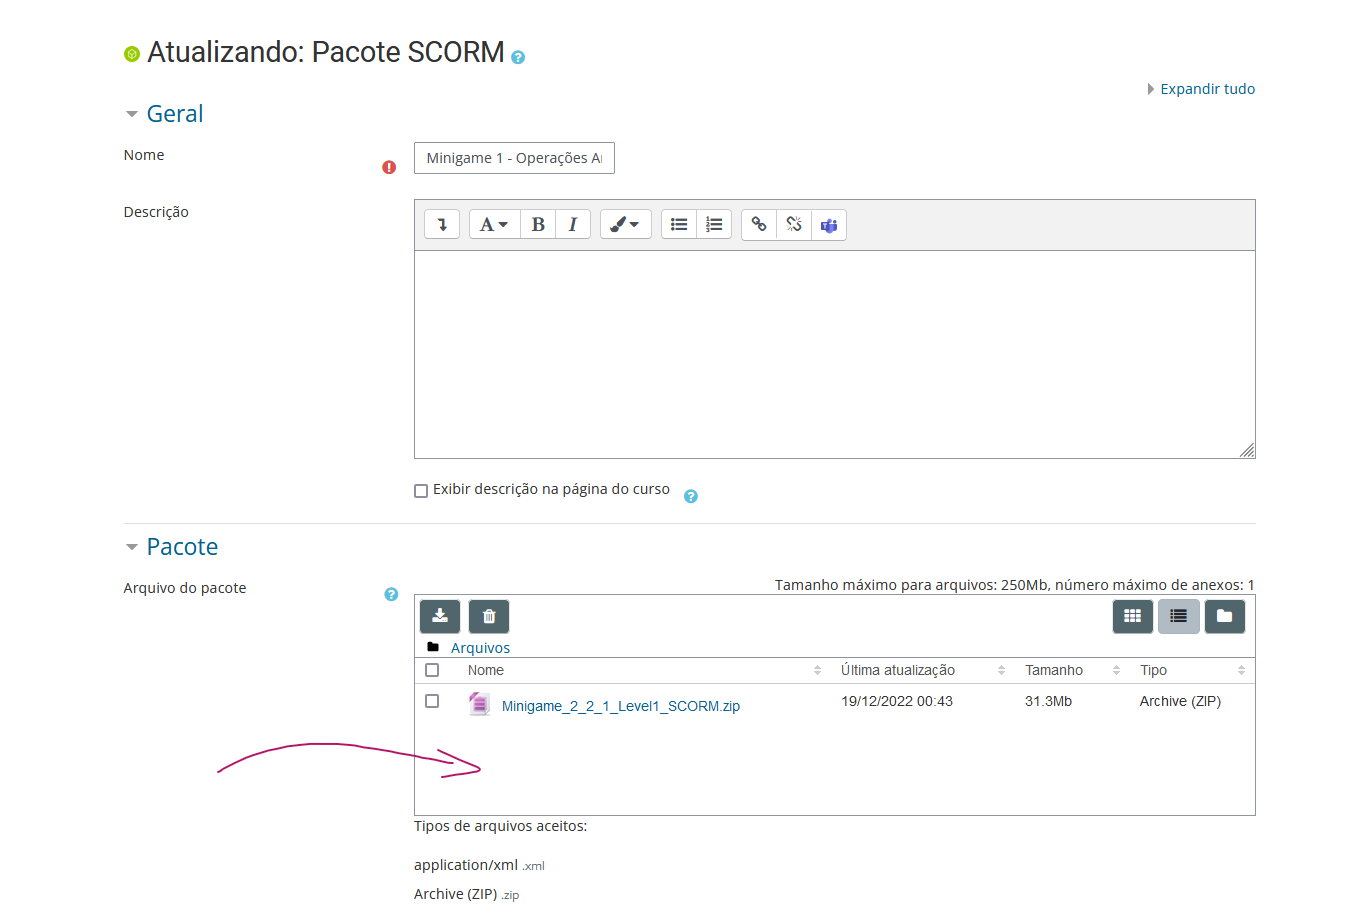 Atualizando: Pacote SCORM
Expandir tudo
Geral
Nome
Minigame 1 - Operações A
Descrição
A B I
Exibir descrição na página do curso
Pacote
Arquivo do pacote
Tamanho máximo para arquivos: 250Mb, número máximo de anexos: 1
Arquivos
Nome Última atualização Tamanho Tipo
Minigame_2_2_1_Level1_SCORM.zip 19/12/2022 00:43 31.3Mb Archive (ZIP)
Tipos de arquivos aceitos:
application/xml .xml
Archive (ZIP) .zip